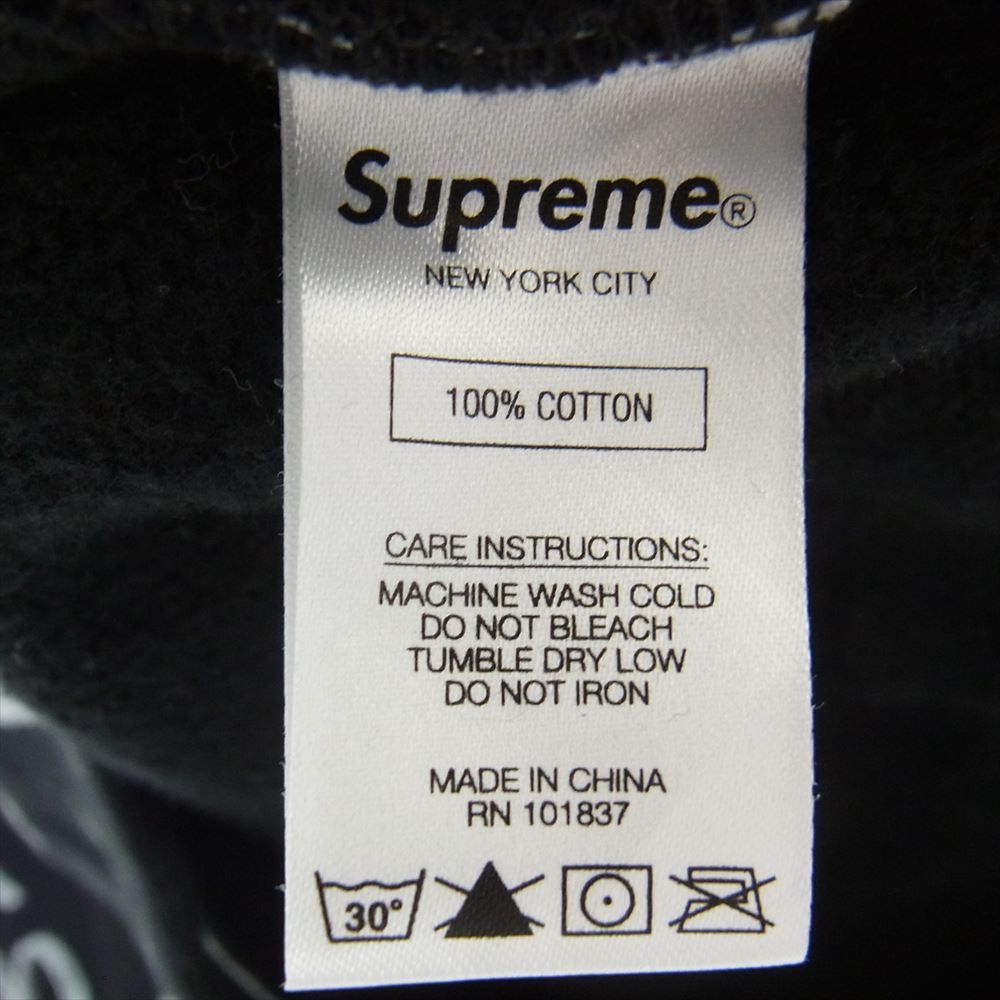 Supreme®
NEW YORK CITY
100% COTTON
CARE INSTRUCTIONS:
MACHINE WASH COLD
DO NOT BLEACH
TUMBLE DRY LOW
DO NOT IRON
MADE IN CHINA
RN 101837
30°